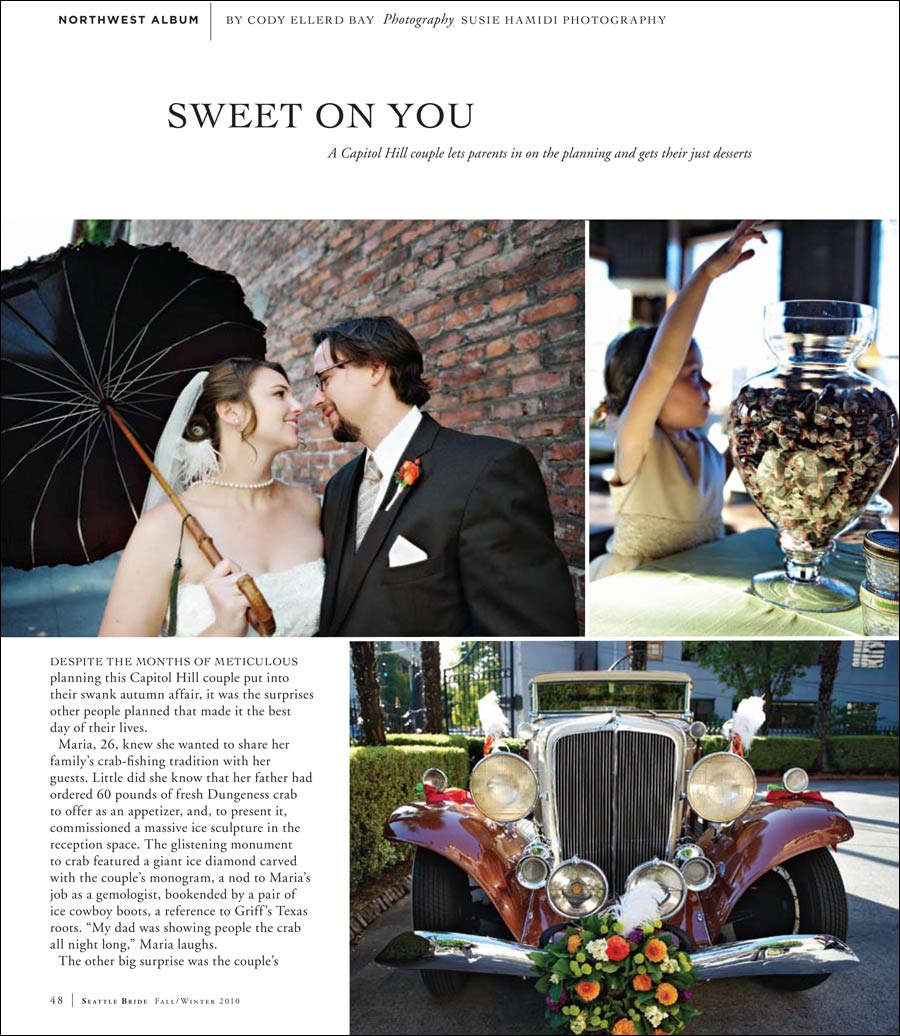 NORTHWEST ALBUM | BY CODY ELLERD BAY Photography SUSIE HAMIDI PHOTOGRAPHY
SWEET ON YOU
A Capitol Hill couple lets parents in on the planning and gets their just desserts
DESPITE THE MONTHS OF METICULOUS
planning this Capitol Hill couple put into
their swank autumn affair, it was the surprises
other people planned that made it the best
day of their lives.
Maria, 26, knew she wanted to share her
family's crab-fishing tradition with her
guests. Little did she know that her father had
ordered 60 pounds of fresh Dungeness crab
to offer as an appetizer, and, to present it,
commissioned a massive ice sculpture in the
reception space. The glistening monument
to crab featured a giant ice diamond carved
with the couple's monogram, a nod to Maria's
job as a gemologist, bookended by a pair of
ice cowboy boots, a reference to Griff's Texas
roots. “My dad was showing people the crab
all night long,” Maria laughs.
The other big surprise was the couple's
48 | SEATTLE BRIDE FALL/WINTER 2010